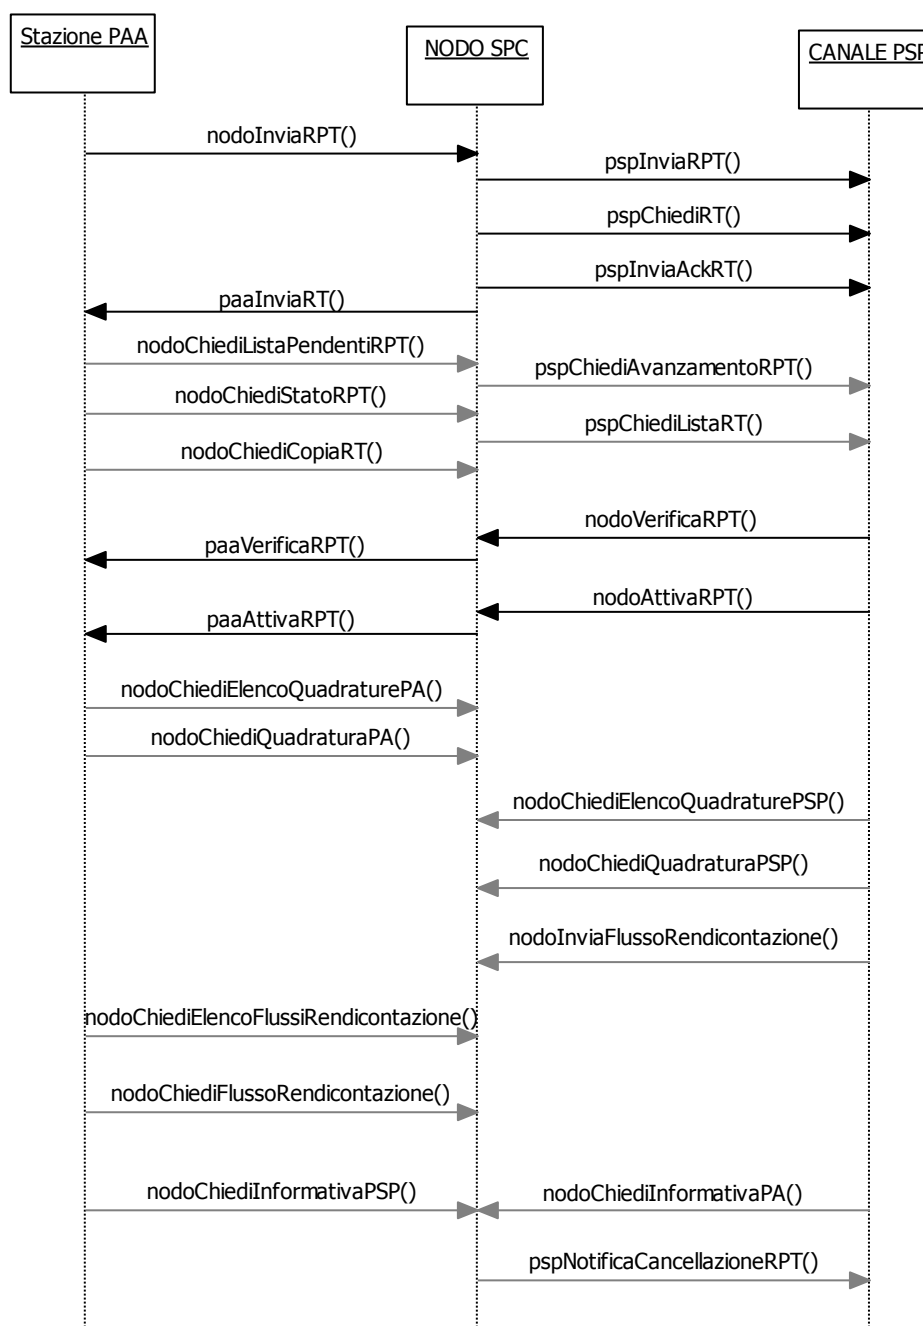 Stazione PAA
NODO SPC
CANALE PSP
nodoInviaRPT()
pspInviaRPT()
pspChiediRT()
pspInviaAckRT()
paaInviaRT()
nodoChiediListaPendentiRPT()
pspChiediAvanzamentoRPT()
nodoChiediStatoRPT()
pspChiediListaRT()
nodoChiediCopiaRT()
nodoVerificaRPT()
paaVerificaRPT()
nodoAttivaRPT()
paaAttivaRPT()
nodoChiediElencoQuadraturePA()
nodoChiediQuadraturaPA()
nodoChiediElencoQuadraturePSP()
nodoChiediQuadraturaPSP()
nodoInviaFlussoRendicontazione()
nodoChiediElencoFlussiRendicontazione()
nodoChiediFlussoRendicontazione()
nodoChiediInformativaPSP()
nodoChiediInformativaPA()
pspNotificaCancellazioneRPT()